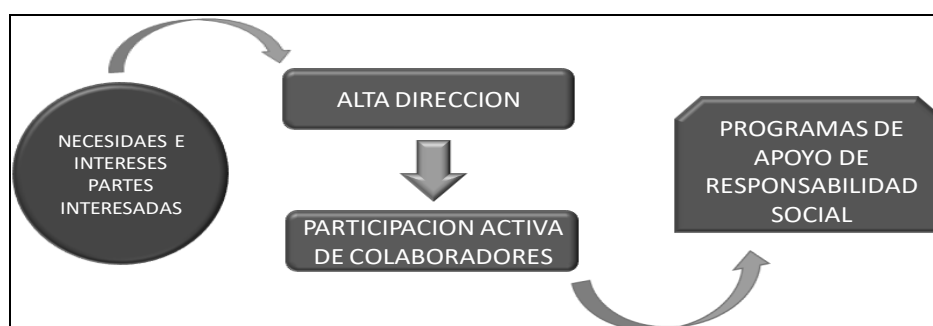 NECESIDAES E
INTERESES
PARTES
INTERESADAS
ALTA DIRECCION
PARTICIPACION ACTIVA
DE COLABORADORES
PROGRAMAS DE
APOYO DE
RESPONSABILIDAD
SOCIAL